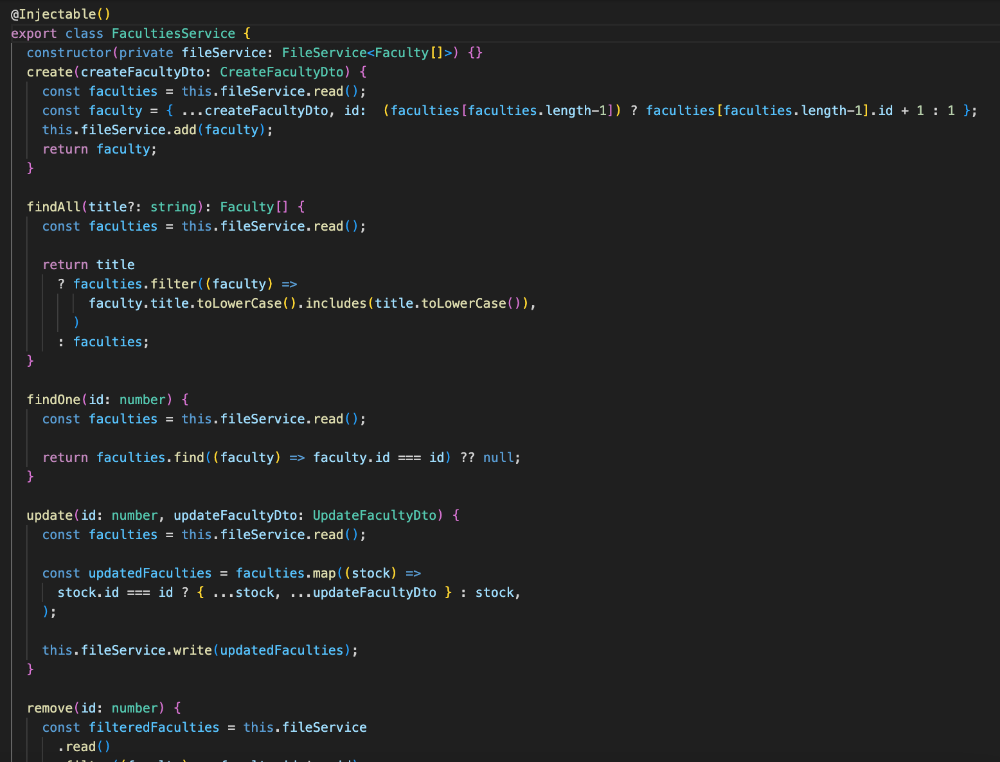 @Injectable()
export class FacultiesService {
  constructor(private fileService: FileService<Faculty[]>) {}
  create(createFacultyDto: CreateFacultyDto) {
    const faculties = this.fileService.read();
    const faculty = { ...createFacultyDto, id:  (faculties[faculties.length-1]) ? faculties[faculties.length-1].id + 1 : 1 };
    this.fileService.add(faculty);
    return faculty;
  }

  findAll(title?: string): Faculty[] {
    const faculties = this.fileService.read();

    return title
      ? faculties.filter((faculty) =>
          faculty.title.toLowerCase().includes(title.toLowerCase()),
        )
      : faculties;
  }

  findOne(id: number) {
    const faculties = this.fileService.read();

    return faculties.find((faculty) => faculty.id === id) ?? null;
  }

  update(id: number, updateFacultyDto: UpdateFacultyDto) {
    const faculties = this.fileService.read();

    const updatedFaculties = faculties.map((stock) =>
      stock.id === id ? { ...stock, ...updateFacultyDto } : stock,
    );

    this.fileService.write(updatedFaculties);
  }

  remove(id: number) {
    const filteredFaculties = this.fileService
      .read()